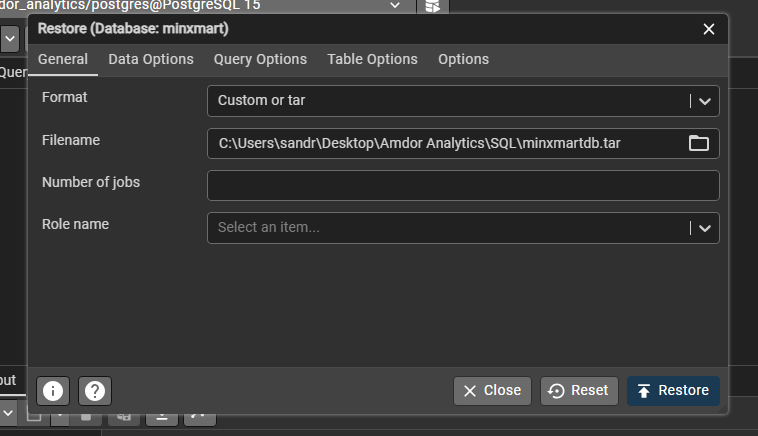 dor_analytics/postgres@PostgreSQL 15
Restore (Database: minxmart)
Quer
General Data Options Query Options Table Options Options
Format Custom or tar
Filename C:\Users\sandr\Desktop\Amdor Analytics\SQL\minxmartdb.tar
Number of jobs
Role name Select an item...
put
Close Reset Restore